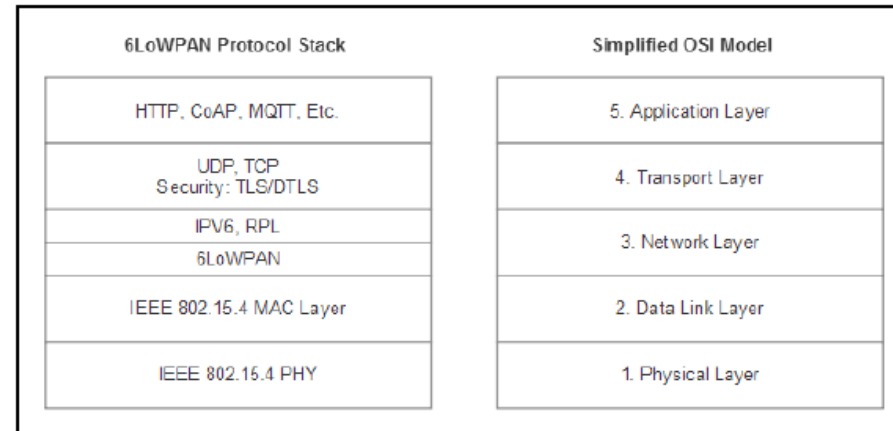 6LoWPAN Protocol Stack
HTTP, CoAP, MQTT, Etc.
UDP, TCP
Security: TLS/DTLS
IPV6, RPL
6LoWPAN
IEEE 802.15.4 MAC Layer
IEEE 802.15.4 PHY
Simplified OSI Model
5. Application Layer
4. Transport Layer
3. Network Layer
2. Data Link Layer
1. Physical Layer